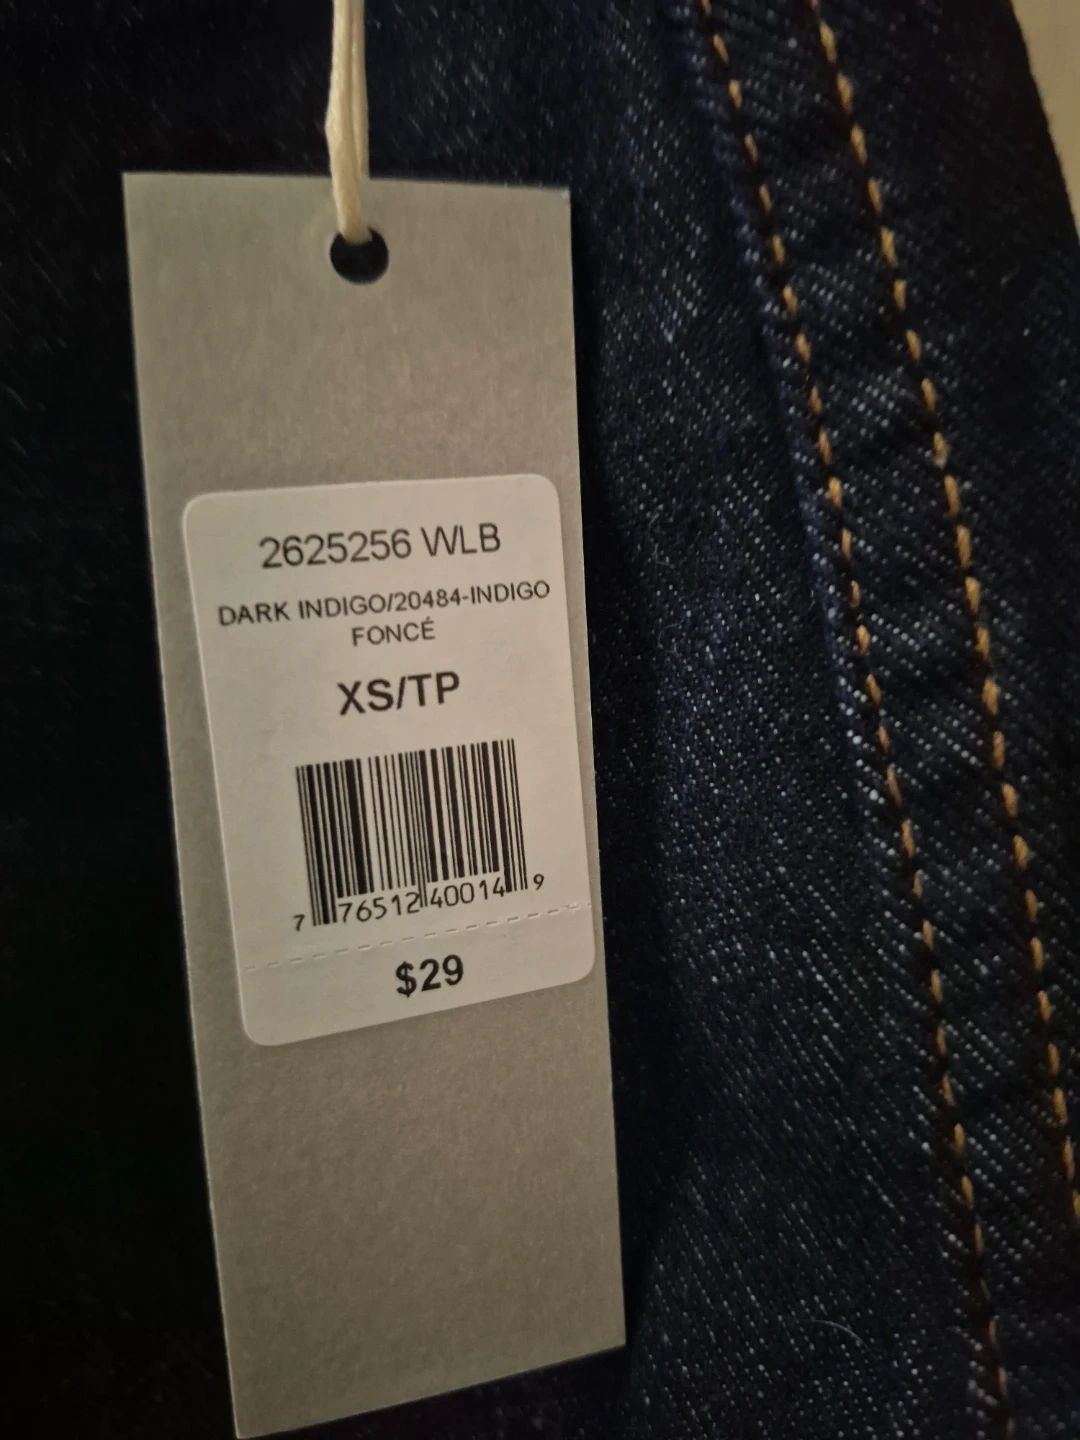 2625256 WLB
DARK INDIGO/20484-INDIGO
FONCÉ
XS/TP
7 76512 40014 9
$29